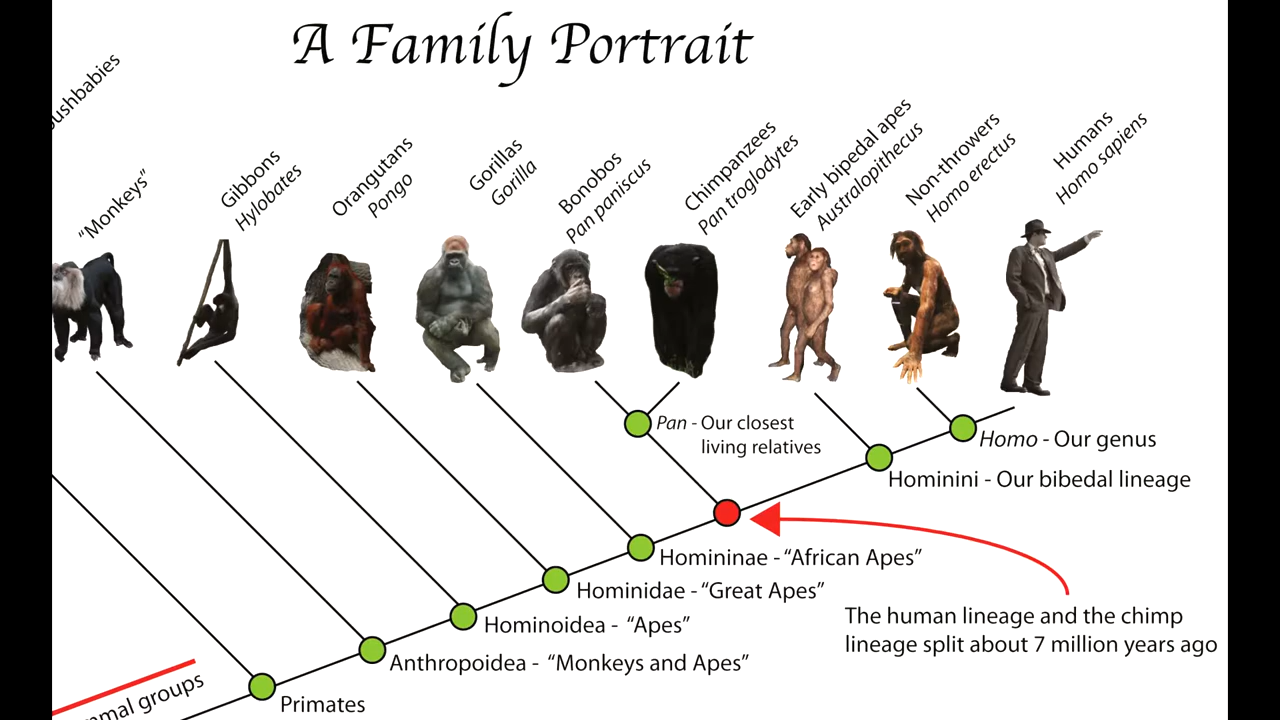 A Family Portrait
"Monkeys"
Gibbons
Hylobates
Orangutans
Pongo
Gorillas
Gorilla
Bonobos
Pan paniscus
Chimpanzees
Pan troglodytes
Early bipedal apes
Australopithecus
Non-throwers
Homo erectus
Humans
Homo sapiens
Pan - Our closest
living relatives
Homo - Our genus
Hominini - Our bibedal lineage
Homininae - "African Apes"
Hominidae - "Great Apes"
The human lineage and the chimp
lineage split about 7 million years ago
Hominoidea - "Apes"
Anthropoidea - "Monkeys and Apes"
Primates
groups